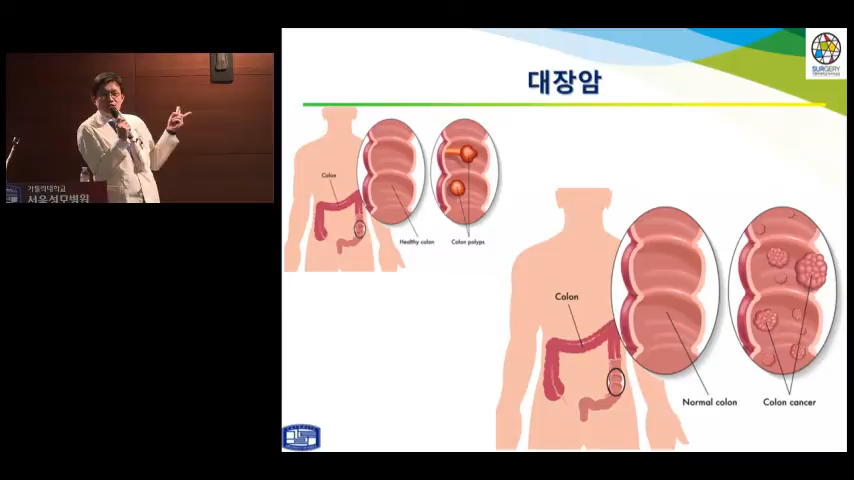 대장암
SURGERY
Colon
Healthy colon
Colon polyps
가톨릭대학교
서울성모병원
Colon
Normal colon
Colon cancer